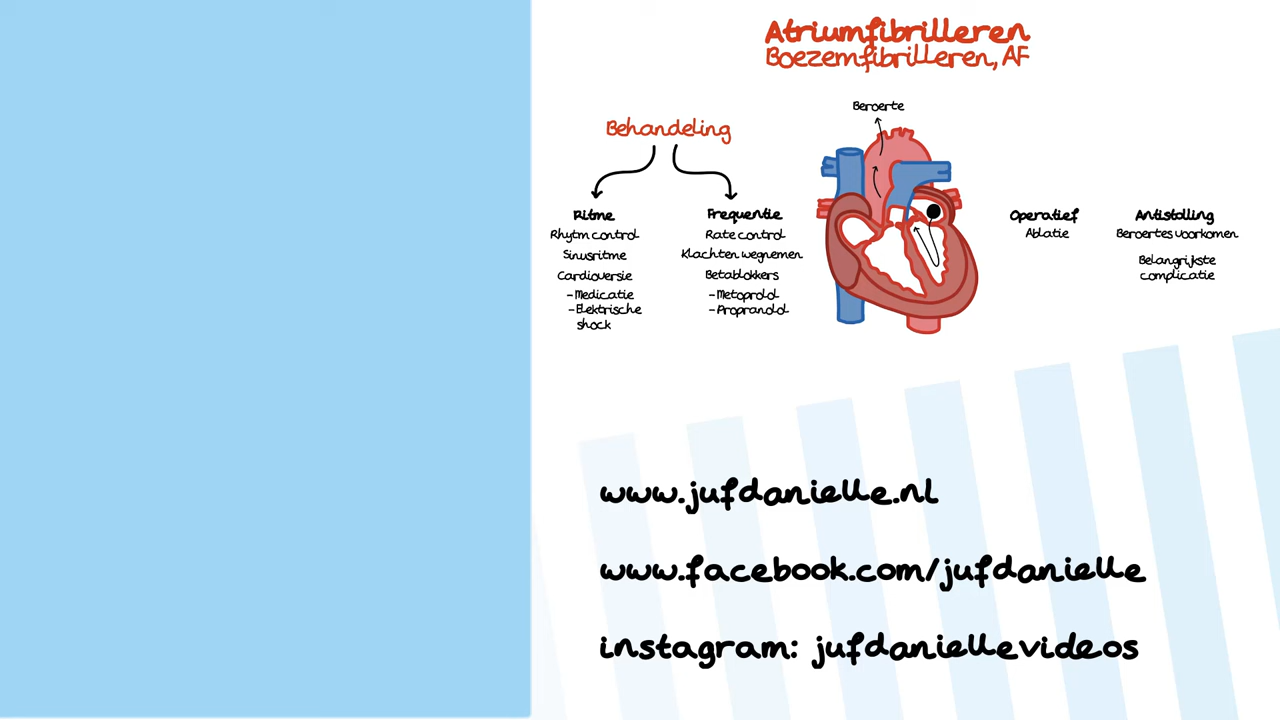 Atriumfibrilleren
Boezemfibrilleren, AF
Beroerte
Behandeling
Ritme
Rhytm control
Sinusritme
Cardioversie
- Medicatie
- Elektrische
shock
Frequentie
Rate control
Klachten wegnemen
Betablokkers
- Metoprolol
- Propranolol
Operatief
Ablatie
Antistolling
Beroertes voorkomen
Belangrijkste
complicatie
www.jufdanielle.nl
www.facebook.com/jufdanielle
instagram: jufdaniellevideos